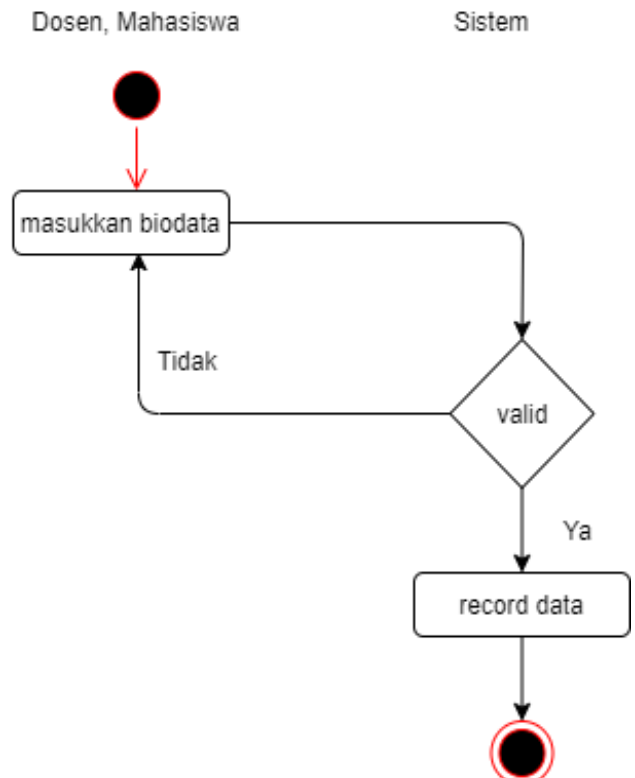 Dosen, Mahasiswa
Sistem
masukkan biodata
Tidak
valid
Ya
record data